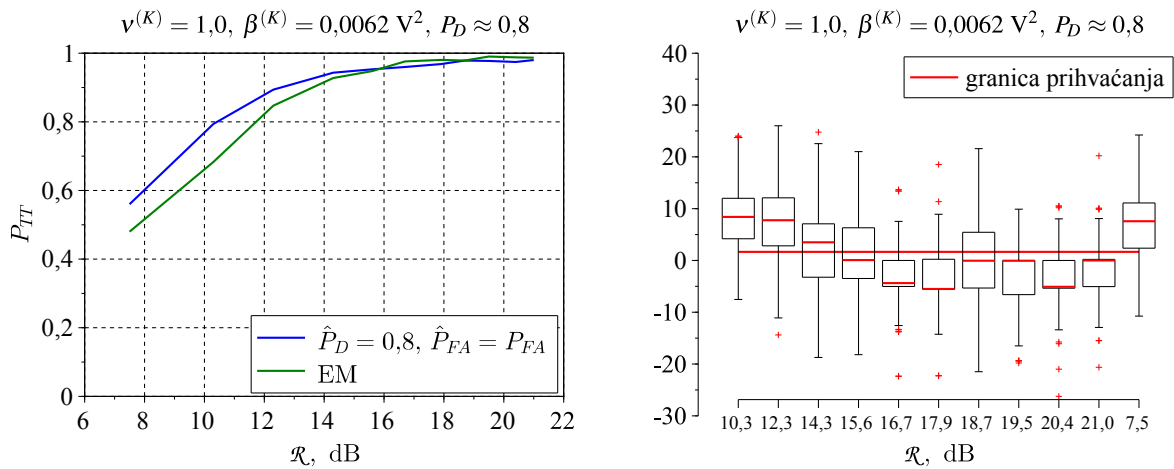 ν^(K) = 1,0, β^(K) = 0,0062 V², P_D ≈ 0,8
1
0,8
0,6
0,4
0,2
0
P_TT
P̂_D = 0,8, P̂_FA = P_FA
EM
6 8 10 12 14 16 18 20 22
ℛ, dB
ν^(K) = 1,0, β^(K) = 0,0062 V², P_D ≈ 0,8
40
30
20
10
0
-10
-20
-30
granica prihvaćanja
10,3 12,3 14,3 15,6 16,7 17,9 18,7 19,5 20,4 21,0 7,5
ℛ, dB